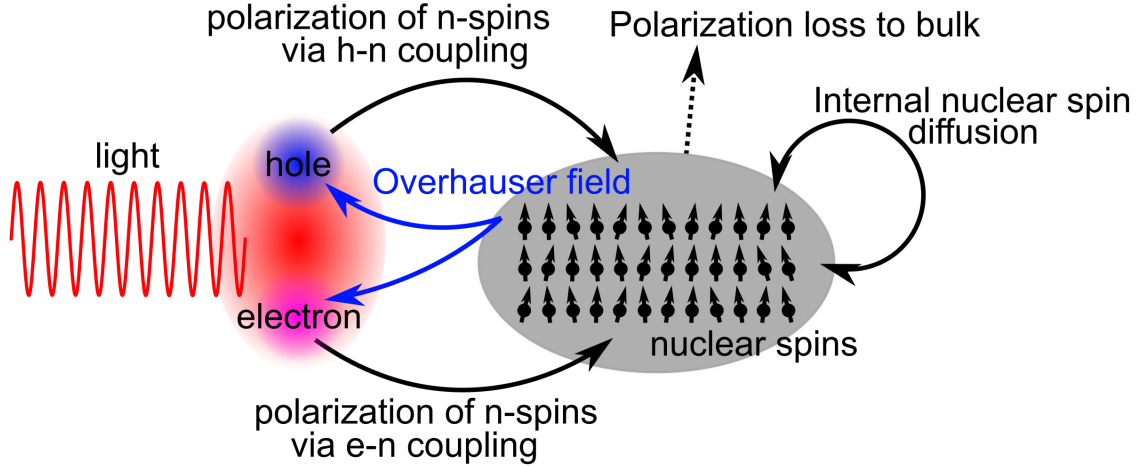 polarization of n-spins
via h-n coupling
Polarization loss to bulk
Internal nuclear spin
diffusion
light
hole
Overhauser field
electron
nuclear spins
polarization of n-spins
via e-n coupling